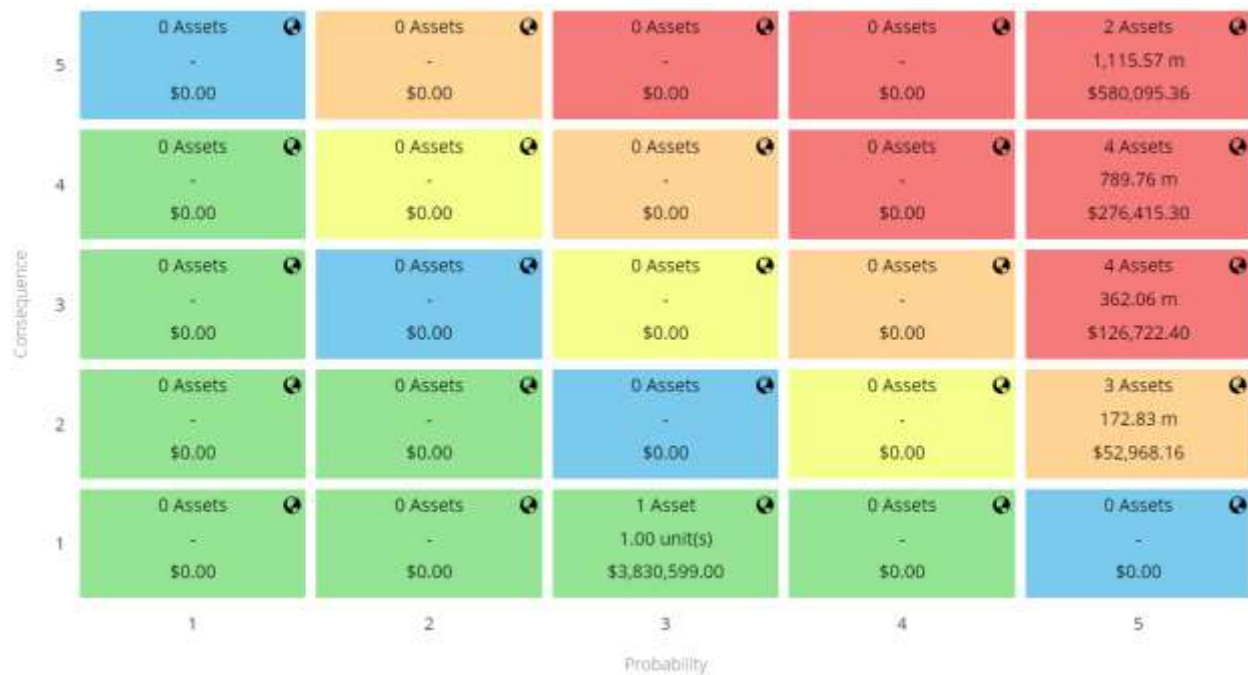 0 Assets 0 Assets 0 Assets 0 Assets 2 Assets
5 - - - - 1,115.57 m
$0.00 $0.00 $0.00 $0.00 $580,095.36
0 Assets 0 Assets 0 Assets 0 Assets 4 Assets
4 - - - - 789.76 m
$0.00 $0.00 $0.00 $0.00 $276,415.30
Consequence
0 Assets 0 Assets 0 Assets 0 Assets 4 Assets
3 - - - - 362.06 m
$0.00 $0.00 $0.00 $0.00 $126,722.40
0 Assets 0 Assets 0 Assets 0 Assets 3 Assets
2 - - - - 172.83 m
$0.00 $0.00 $0.00 $0.00 $52,968.16
0 Assets 0 Assets 1 Asset 0 Assets 0 Assets
1 - - 1.00 unit(s) - -
$0.00 $0.00 $3,830,599.00 $0.00 $0.00
1 2 3 4 5
Probability